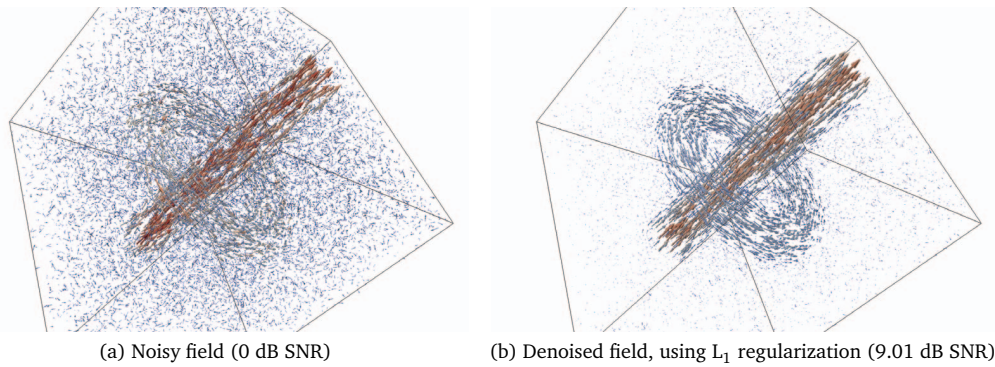 (a) Noisy field (0 dB SNR)
(b) Denoised field, using L₁ regularization (9.01 dB SNR)